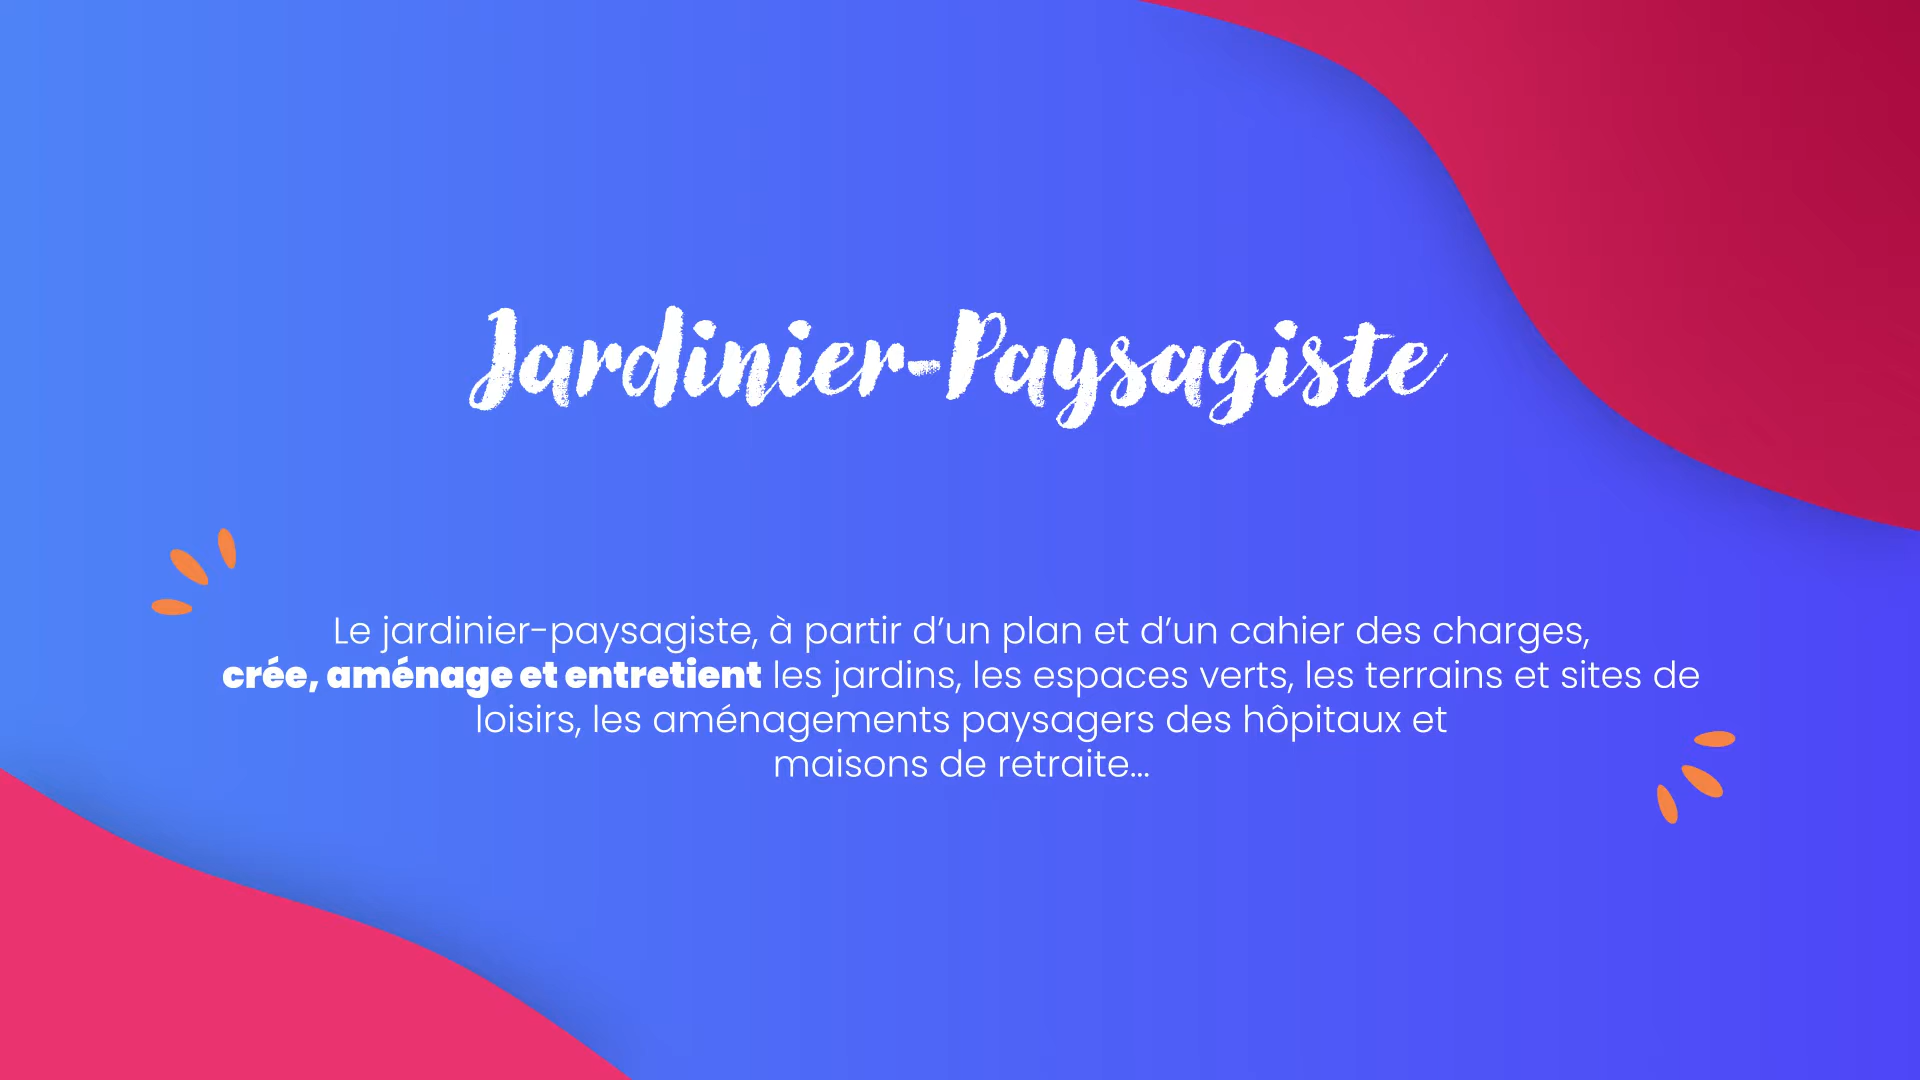 Jardinier-Paysagiste
Le jardinier-paysagiste, à partir d’un plan et d’un cahier des charges,
crée, aménage et entretient les jardins, les espaces verts, les terrains et sites de
loisirs, les aménagements paysagers des hôpitaux et
maisons de retraite...